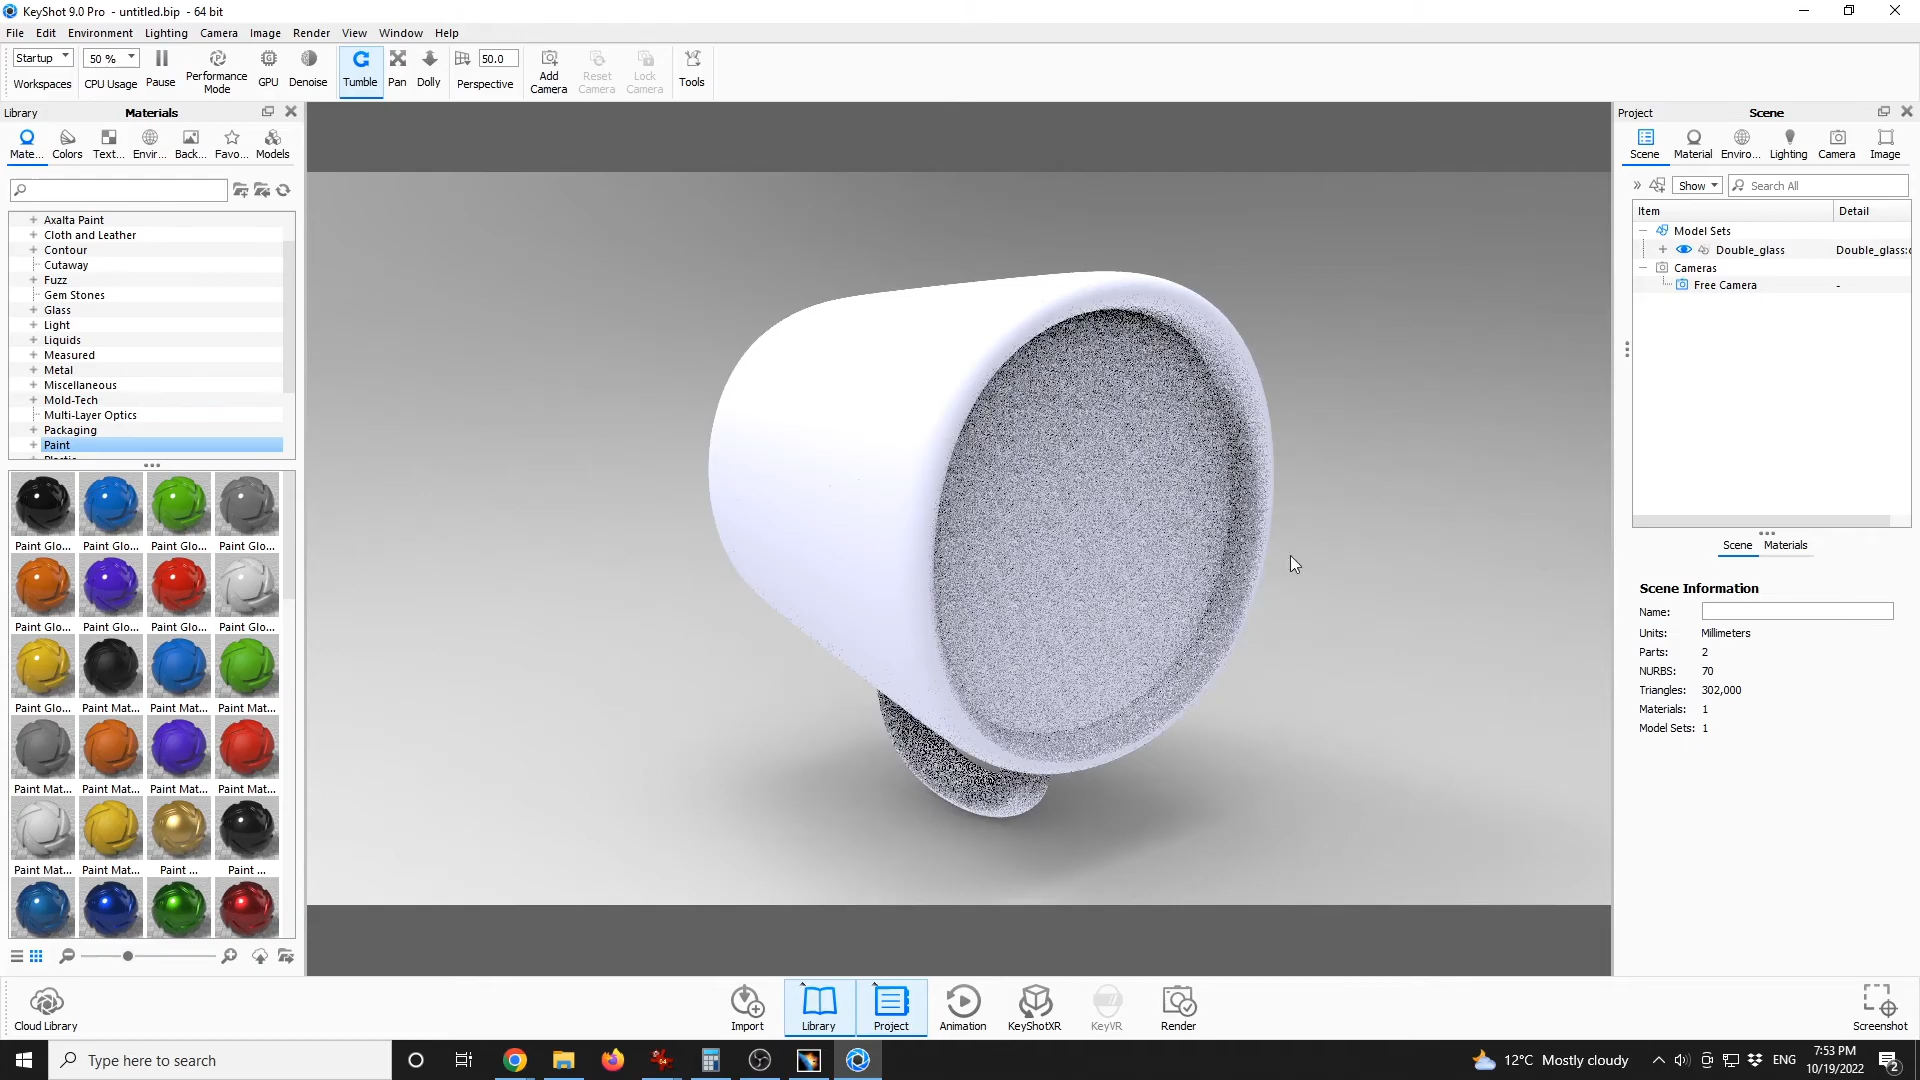 KeyShot 9.0 Pro - untitled.bip - 64 bit
File Edit Environment Lighting Camera Image Render View Window Help
Startup 50 % 50.0
Workspaces CPU Usage Pause Performance Mode GPU Denoise Tumble Pan Dolly Perspective Add Camera Reset Camera Lock Camera Tools
Library Materials
Mate... Colors Text... Envir... Back... Favo... Models
Axalta Paint
Cloth and Leather
Contour
Cutaway
Fuzz
Gem Stones
Glass
Light
Liquids
Measured
Metal
Miscellaneous
Mold-Tech
Multi-Layer Optics
Packaging
Paint
Paint Glo... Paint Glo... Paint Glo... Paint Glo...
Paint Glo... Paint Glo... Paint Glo... Paint Glo...
Paint Glo... Paint Mat... Paint Mat... Paint Mat...
Paint Mat... Paint Mat... Paint Mat... Paint Mat...
Paint Mat... Paint Mat... Paint ... Paint ...
Project Scene
Scene Material Enviro... Lighting Camera Image
Show Search All
Item Detail
Model Sets
Double_glass Double_glass:
Cameras
Free Camera -
Scene Materials
Scene Information
Name:
Units: Millimeters
Parts: 2
NURBS: 70
Triangles: 302,000
Materials: 1
Model Sets: 1
Cloud Library Import Library Project Animation KeyShotXR KeyVR Render Screenshot
Type here to search
12°C Mostly cloudy
ENG
7:53 PM
10/19/2022
2